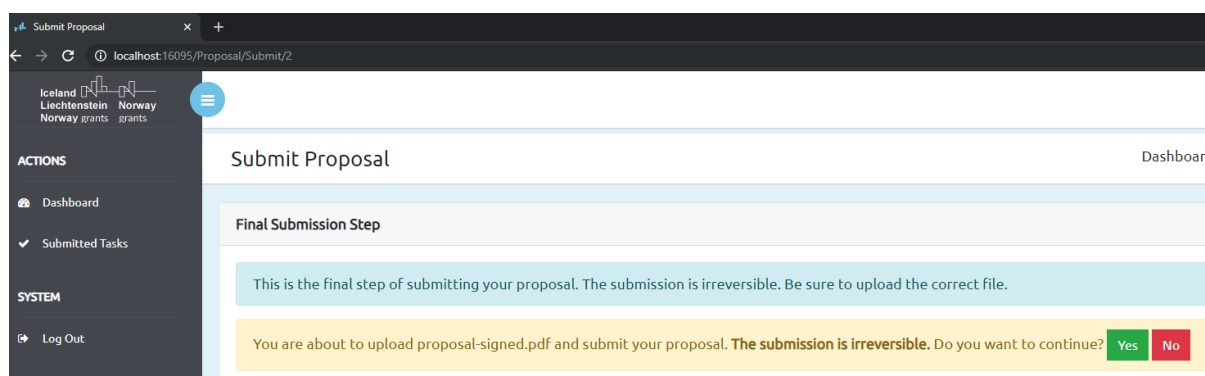 Submit Proposal
localhost:16095/Proposal/Submit/2
Iceland
Liechtenstein Norway
Norway grants grants
ACTIONS
Submit Proposal
Dashboar
Dashboard
Final Submission Step
Submitted Tasks
This is the final step of submitting your proposal. The submission is irreversible. Be sure to upload the correct file.
SYSTEM
Log Out
You are about to upload proposal-signed.pdf and submit your proposal. The submission is irreversible. Do you want to continue? Yes No